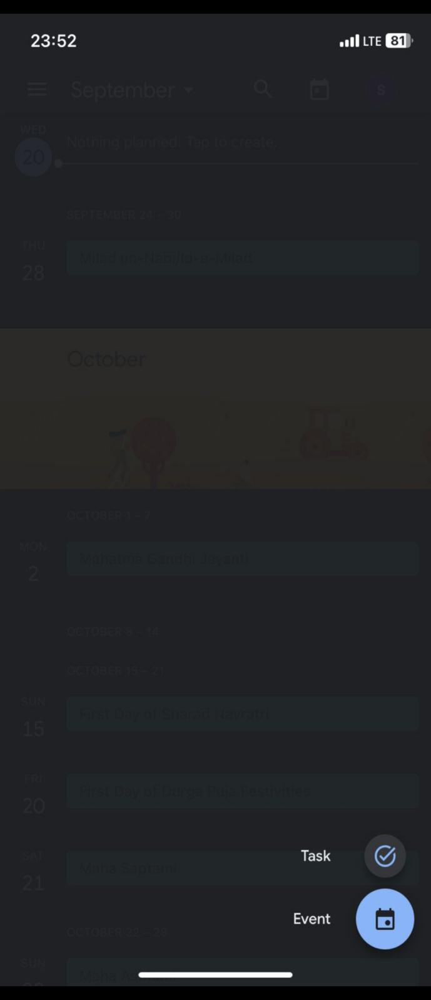 23:52
LTE 81
September
S
WED
20
Nothing planned. Tap to create.
SEPTEMBER 24 – 30
THU
28
Milad un-Nabi/Id-e-Milad
October
OCTOBER 1 – 7
MON
2
Mahatma Gandhi Jayanti
OCTOBER 8 – 14
OCTOBER 15 – 21
SUN
15
First Day of Sharad Navratri
FRI
20
First Day of Durga Puja Festivities
SAT
21
Maha Saptami
Task
Event
OCTOBER 22 – 28
SUN
Maha